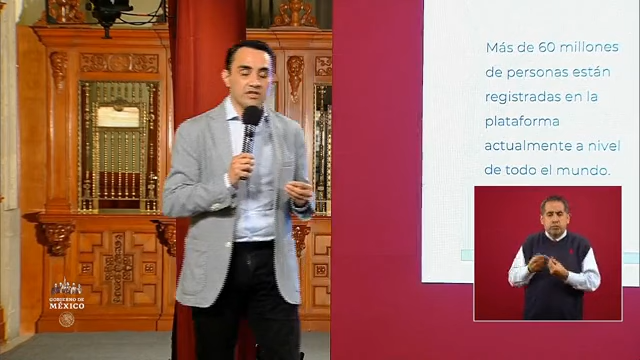 Más de 60 millones
de personas están
registradas en la
plataforma
actualmente a nivel
de todo el mundo.
GOBIERNO DE
MÉXICO